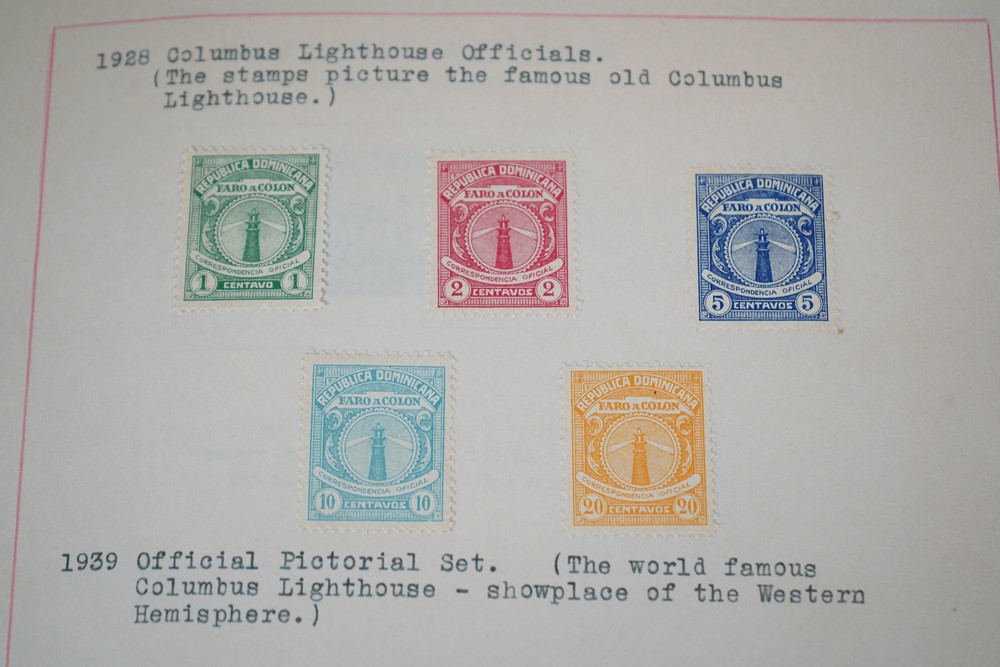 1928 Columbus Lighthouse Officials.
(The stamps picture the famous old Columbus
Lighthouse.)
REPUBLICA DOMINICANA
FARO A COLON
CORRESPONDENCIA OFICIAL
1 CENTAVO 1
REPUBLICA DOMINICANA
FARO A COLON
CORRESPONDENCIA OFICIAL
2 CENTAVOS 2
REPUBLICA DOMINICANA
FARO A COLON
CORRESPONDENCIA OFICIAL
5 CENTAVOS 5
REPUBLICA DOMINICANA
FARO A COLON
CORRESPONDENCIA OFICIAL
10 CENTAVOS 10
REPUBLICA DOMINICANA
FARO A COLON
CORRESPONDENCIA OFICIAL
20 CENTAVOS 20
1939 Official Pictorial Set. (The world famous
Columbus Lighthouse - showplace of the Western
Hemisphere.)